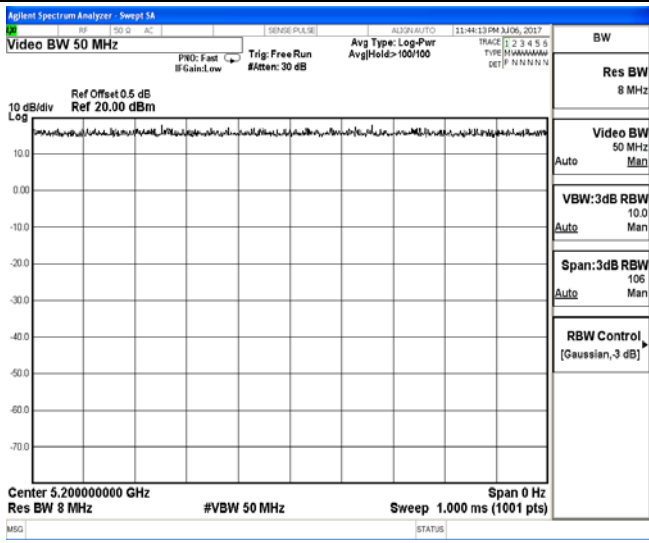 Agilent Spectrum Analyzer - Swept SA
RF 50 Ω AC SENSE:PULSE ALIGN AUTO 11:44:13 PM Jul 06, 2017
Video BW 50 MHz
PNO: Fast
IFGain:Low
Trig: Free Run
#Atten: 30 dB
Avg Type: Log-Pwr
Avg|Hold:>100/100
TRACE 1 2 3 4 5 6
TYPE MWWWWW
DET P N N N N N
Ref Offset 0.5 dB
10 dB/div Ref 20.00 dBm
Log
10.0
0.00
-10.0
-20.0
-30.0
-40.0
-50.0
-60.0
-70.0
Center 5.200000000 GHz Span 0 Hz
Res BW 8 MHz #VBW 50 MHz Sweep 1.000 ms (1001 pts)
MSG STATUS
BW
Res BW
8 MHz
Video BW
50 MHz
Auto Man
VBW:3dB RBW
10.0
Auto Man
Span:3dB RBW
106
Auto Man
RBW Control
[Gaussian,-3 dB]